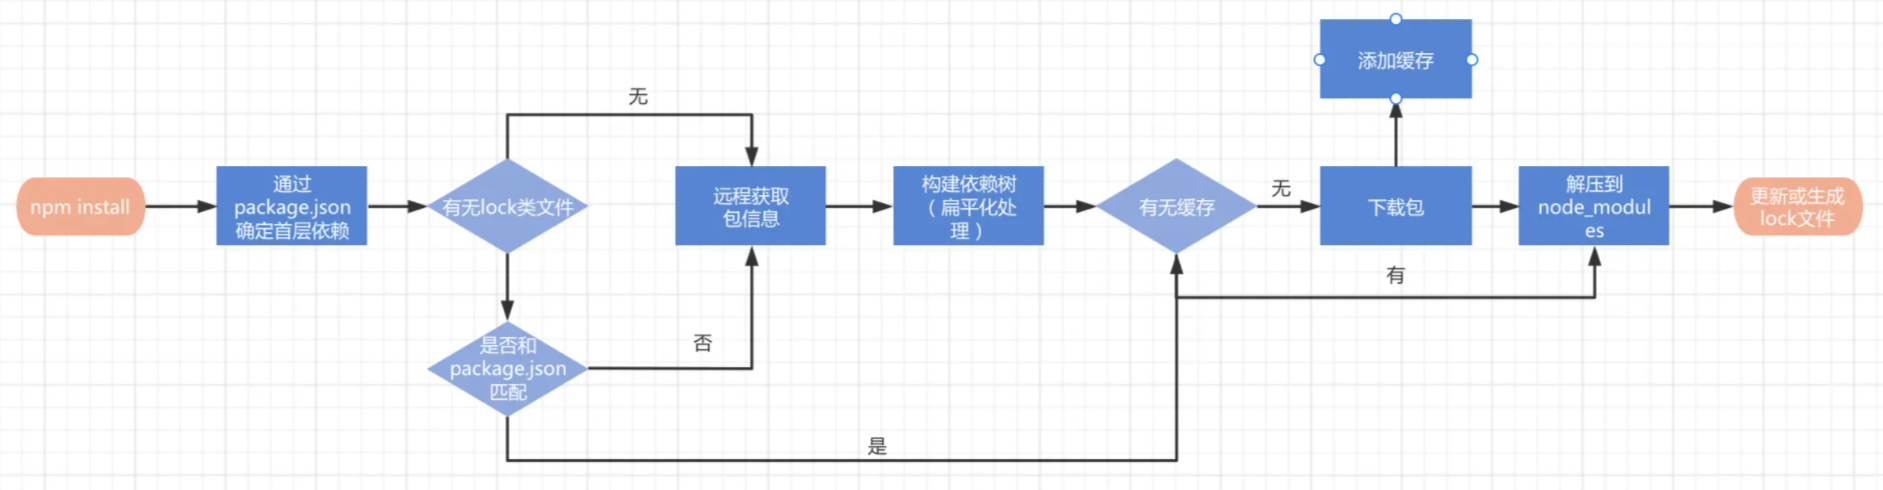 npm install
通过
package.json
确定首层依赖
有无lock类文件
无
是否和
package.json
匹配
否
是
远程获取
包信息
构建依赖树
（扁平化处
理）
有无缓存
无
有
下载包
添加缓存
解压到
node_modul
es
更新或生成
lock文件